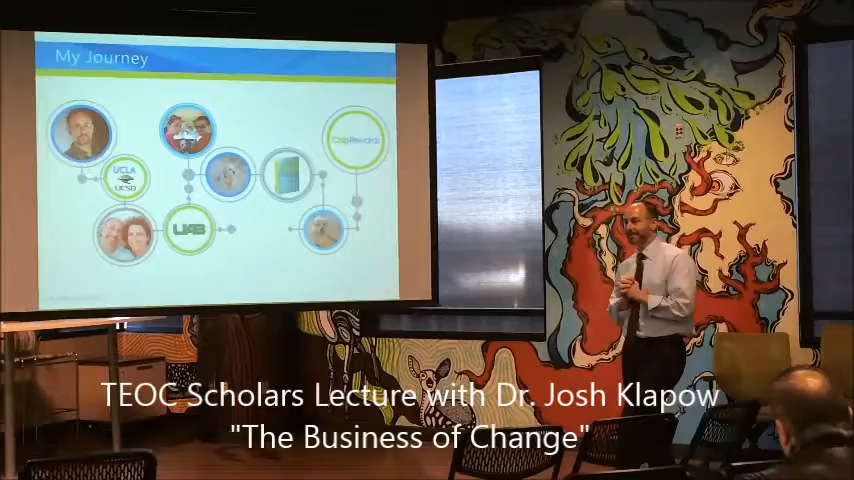 My Journey
UCLA
UCSD
UAB
ChipRewards
TEOC Scholars Lecture with Dr. Josh Klapow
"The Business of Change"